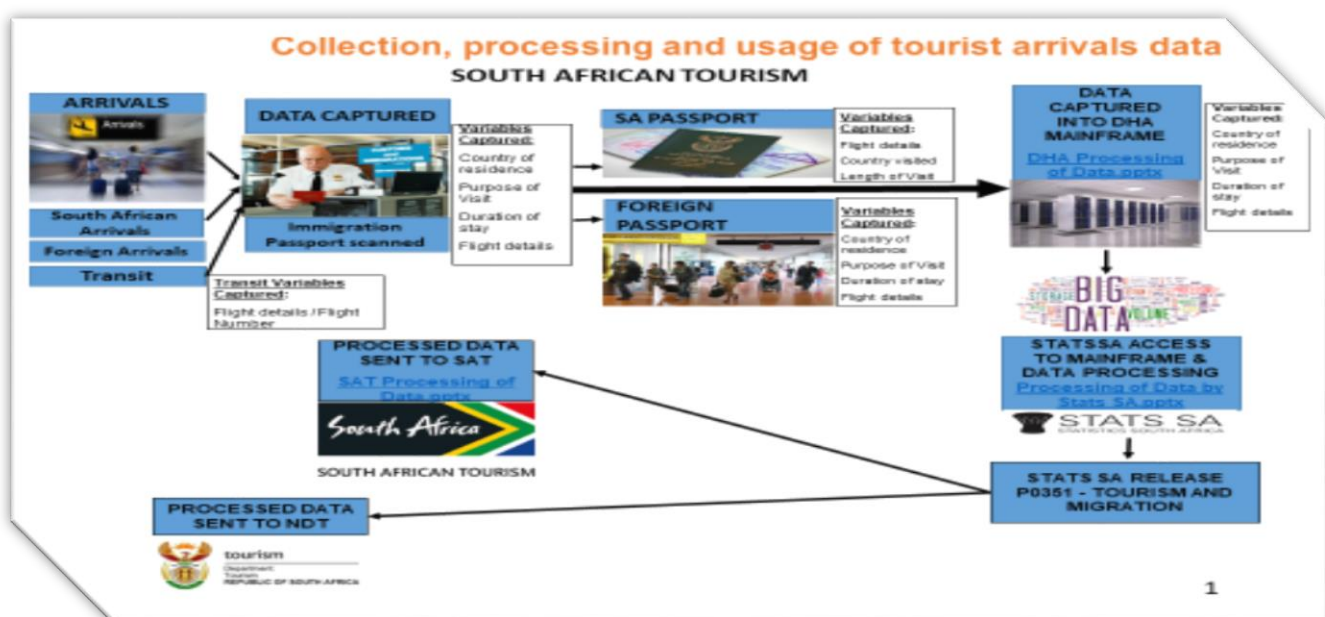 Collection, processing and usage of tourist arrivals data
SOUTH AFRICAN TOURISM
ARRIVALS
Arrivals
South African
Arrivals
Foreign Arrivals
Transit
Transit Variables
Captured:
Flight details /Flight
Number
DATA CAPTURED
Immigration
Passport scanned
Variables
Captured:
Country of
residence
Purpose of
Visit
Duration of
stay
Flight details
SA PASSPORT
Variables
Captured:
Flight details
Country visited
Length of Visit
FOREIGN
PASSPORT
Variables
Captured:
Country of
residence
Purpose of Visit
Duration of stay
Flight details
DATA
CAPTURED
INTO DHA
MAINFRAME
DHA Processing
of Data.pptx
Variables
Captured:
Country of
residence
Purpose of
Visit
Duration of
stay
Flight details
STORAGE
BIG
DATA
VOLUME
STATSSA ACCESS
TO MAINFRAME &
DATA PROCESSING
Processing of Data by
Stats SA.pptx
STATS SA
STATISTICS SOUTH AFRICA
STATS SA RELEASE
P0351 - TOURISM AND
MIGRATION
PROCESSED DATA
SENT TO SAT
SAT Processing of
Data.pptx
South Africa
SOUTH AFRICAN TOURISM
PROCESSED DATA
SENT TO NDT
tourism
Department:
Tourism
REPUBLIC OF SOUTH AFRICA
1